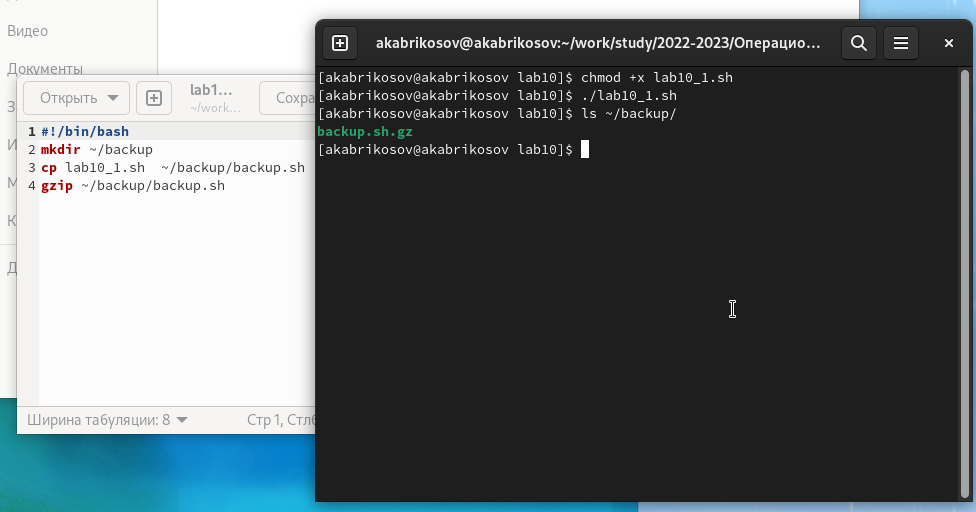 Видео
Документы
З
И
М
К
Д
Открыть
lab1...
~/work...
Сохра
1 #!/bin/bash
2 mkdir ~/backup
3 cp lab10_1.sh  ~/backup/backup.sh
4 gzip ~/backup/backup.sh
Ширина табуляции: 8
Стр 1, Стлб
akabrikosov@akabrikosov:~/work/study/2022-2023/Операцио...
[akabrikosov@akabrikosov lab10]$ chmod +x lab10_1.sh
[akabrikosov@akabrikosov lab10]$ ./lab10_1.sh
[akabrikosov@akabrikosov lab10]$ ls ~/backup/
backup.sh.gz
[akabrikosov@akabrikosov lab10]$